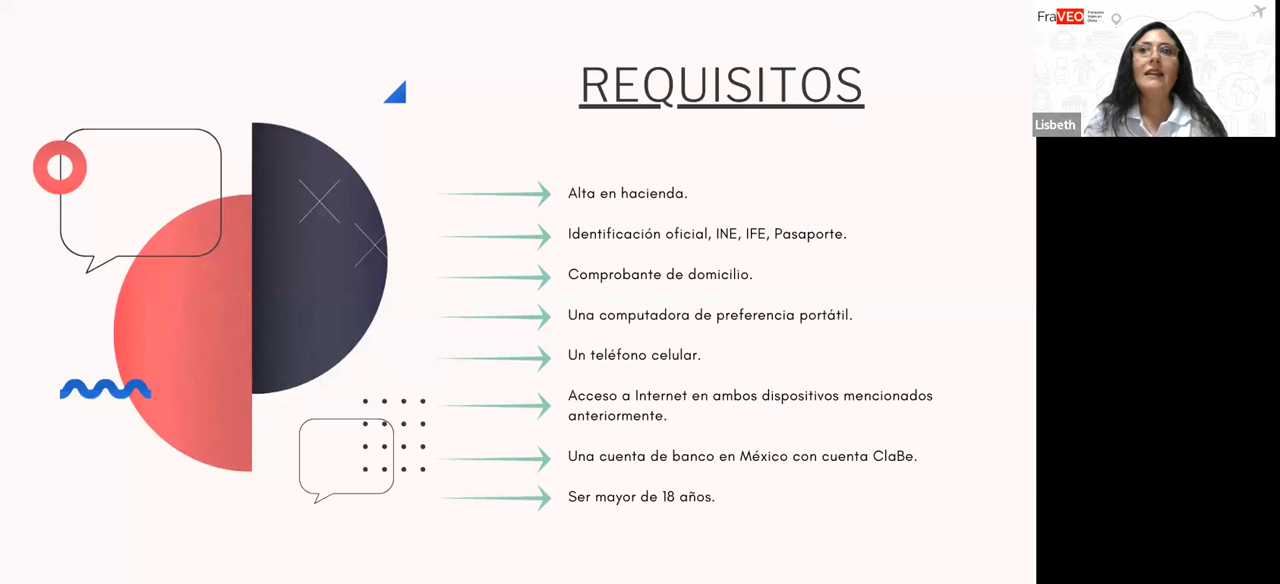 REQUISITOS
Alta en hacienda.
Identificación oficial, INE, IFE, Pasaporte.
Comprobante de domicilio.
Una computadora de preferencia portátil.
Un teléfono celular.
Acceso a Internet en ambos dispositivos mencionados
anteriormente.
Una cuenta de banco en México con cuenta ClaBe.
Ser mayor de 18 años.
FraVEO
Lisbeth